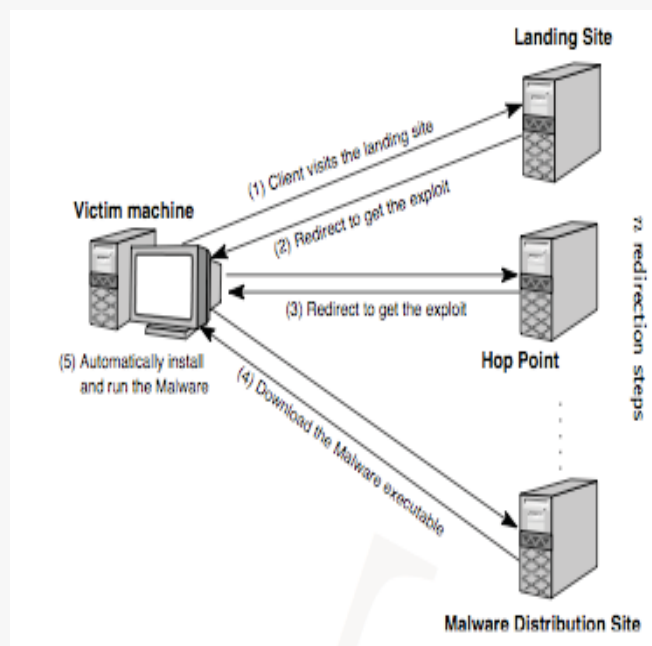 Landing Site
(1) Client visits the landing site
(2) Redirect to get the exploit
Victim machine
(3) Redirect to get the exploit
Hop Point
n redirection steps
(5) Automatically install
and run the Malware
(4) Download the Malware executable
Malware Distribution Site